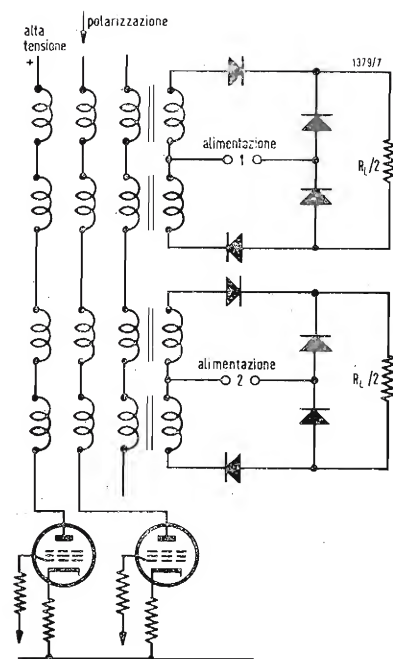 polarizzazione
alta
tensione
+
1379/7
alimentazione
1
R_L/2
alimentazione
2
R_L/2